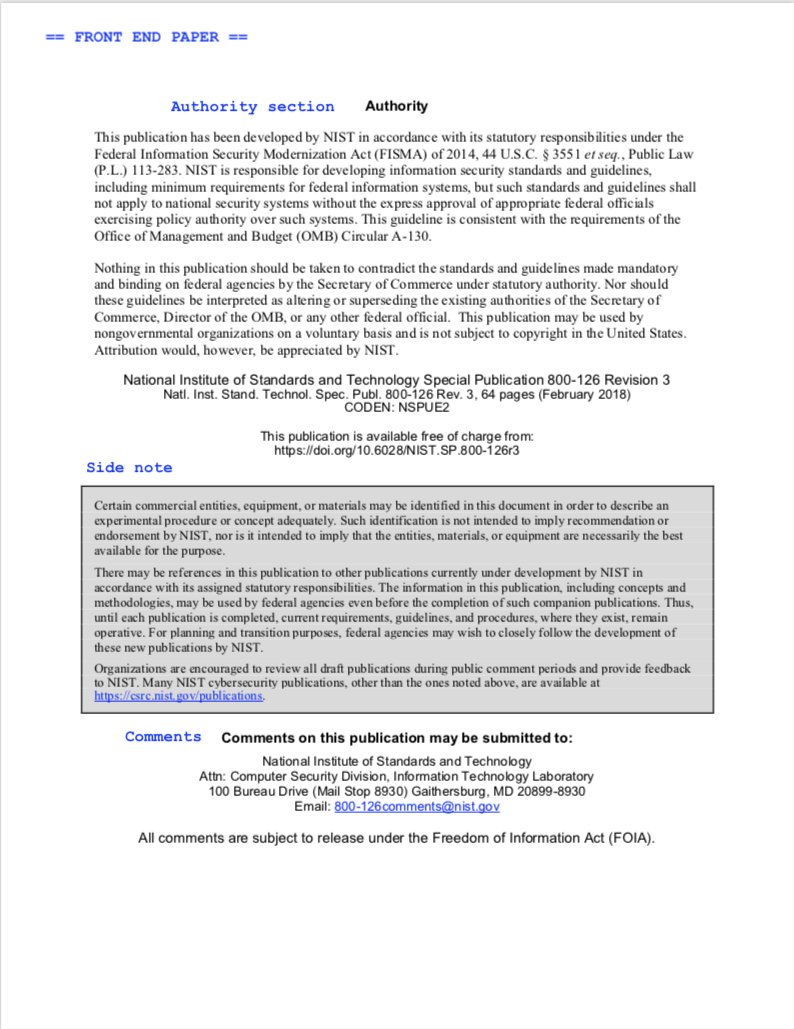 == FRONT END PAPER ==
Authority section Authority
This publication has been developed by NIST in accordance with its statutory responsibilities under the
Federal Information Security Modernization Act (FISMA) of 2014, 44 U.S.C. § 3551 et seq., Public Law
(P.L.) 113-283. NIST is responsible for developing information security standards and guidelines,
including minimum requirements for federal information systems, but such standards and guidelines shall
not apply to national security systems without the express approval of appropriate federal officials
exercising policy authority over such systems. This guideline is consistent with the requirements of the
Office of Management and Budget (OMB) Circular A-130.
Nothing in this publication should be taken to contradict the standards and guidelines made mandatory
and binding on federal agencies by the Secretary of Commerce under statutory authority. Nor should
these guidelines be interpreted as altering or superseding the existing authorities of the Secretary of
Commerce, Director of the OMB, or any other federal official. This publication may be used by
nongovernmental organizations on a voluntary basis and is not subject to copyright in the United States.
Attribution would, however, be appreciated by NIST.
National Institute of Standards and Technology Special Publication 800-126 Revision 3
Natl. Inst. Stand. Technol. Spec. Publ. 800-126 Rev. 3, 64 pages (February 2018)
CODEN: NSPUE2
This publication is available free of charge from:
https://doi.org/10.6028/NIST.SP.800-126r3
Side note
Certain commercial entities, equipment, or materials may be identified in this document in order to describe an
experimental procedure or concept adequately. Such identification is not intended to imply recommendation or
endorsement by NIST, nor is it intended to imply that the entities, materials, or equipment are necessarily the best
available for the purpose.
There may be references in this publication to other publications currently under development by NIST in
accordance with its assigned statutory responsibilities. The information in this publication, including concepts and
methodologies, may be used by federal agencies even before the completion of such companion publications. Thus,
until each publication is completed, current requirements, guidelines, and procedures, where they exist, remain
operative. For planning and transition purposes, federal agencies may wish to closely follow the development of
these new publications by NIST.
Organizations are encouraged to review all draft publications during public comment periods and provide feedback
to NIST. Many NIST cybersecurity publications, other than the ones noted above, are available at
https://csrc.nist.gov/publications.
Comments Comments on this publication may be submitted to:
National Institute of Standards and Technology
Attn: Computer Security Division, Information Technology Laboratory
100 Bureau Drive (Mail Stop 8930) Gaithersburg, MD 20899-8930
Email: 800-126comments@nist.gov
All comments are subject to release under the Freedom of Information Act (FOIA).